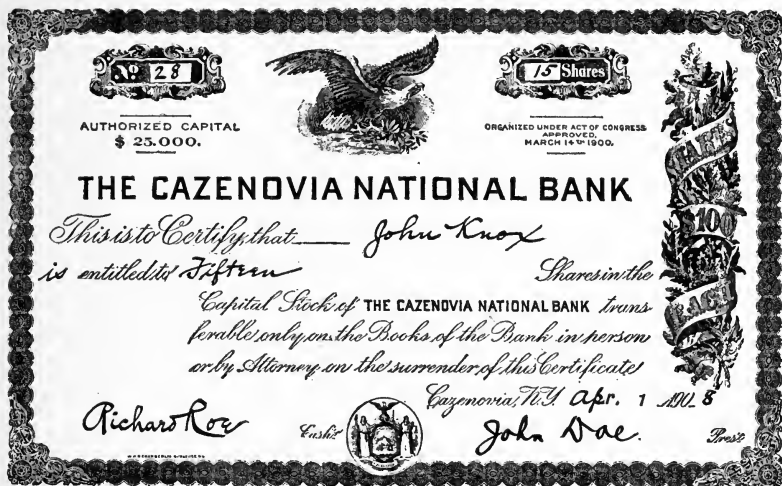 No. 28
15 Shares
AUTHORIZED CAPITAL
$ 25.000.
ORGANIZED UNDER ACT OF CONGRESS
APPROVED,
MARCH 14TH 1900.
SHARES
$100
EACH
THE CAZENOVIA NATIONAL BANK
This is to Certify that John Knox
is entitled to Fifteen Shares in the
Capital Stock of THE CAZENOVIA NATIONAL BANK trans-
ferable only on the Books of the Bank in person
or by Attorney on the surrender of this Certificate
Cazenovia, N.Y. Apr. 1 190 8
Richard Roe Cash'r John Doe. Prest